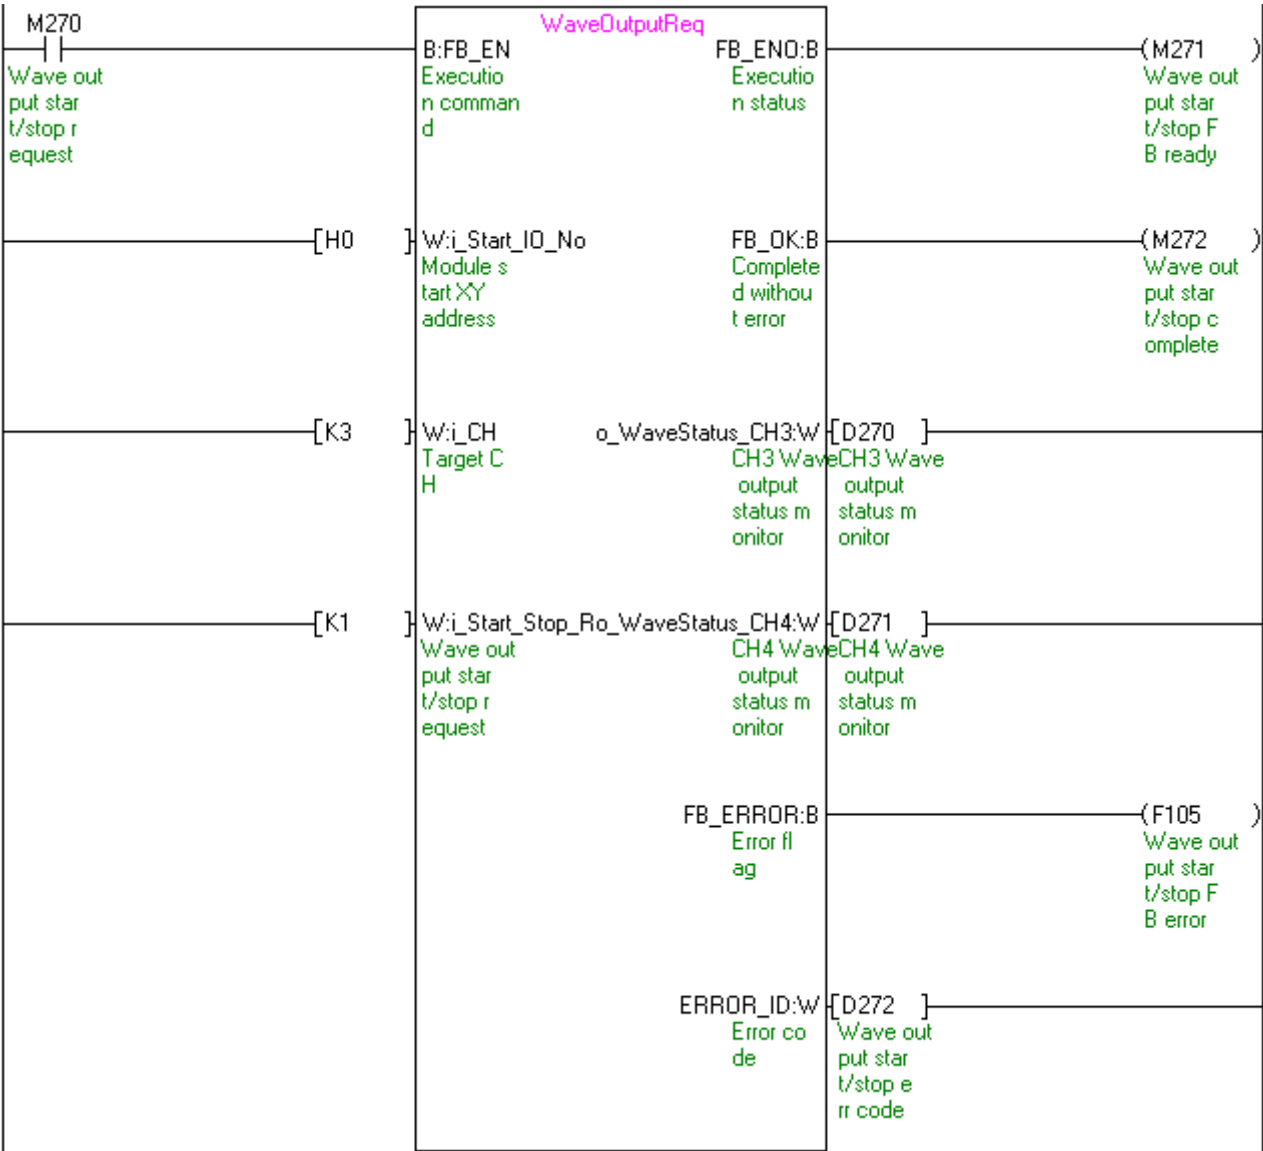 M270
WaveOutputReq
B:FB_EN FB_ENO:B (M271 )
Wave out Executio Executio Wave out
put star n comman n status put star
t/stop r d t/stop F
equest B ready
[H0 ] W:i_Start_IO_No FB_OK:B (M272 )
Module s Complete Wave out
tart XY d withou put star
address t error t/stop c
omplete
[K3 ] W:i_CH o_WaveStatus_CH3:W [D270 ]
Target C CH3 Wave CH3 Wave
H output output
status m status m
onitor onitor
[K1 ] W:i_Start_Stop_R o_WaveStatus_CH4:W [D271 ]
Wave out CH4 Wave CH4 Wave
put star output output
t/stop r status m status m
equest onitor onitor
FB_ERROR:B (F105 )
Error fl Wave out
ag put star
t/stop F
B error
ERROR_ID:W [D272 ]
Error co Wave out
de put star
t/stop e
rr code